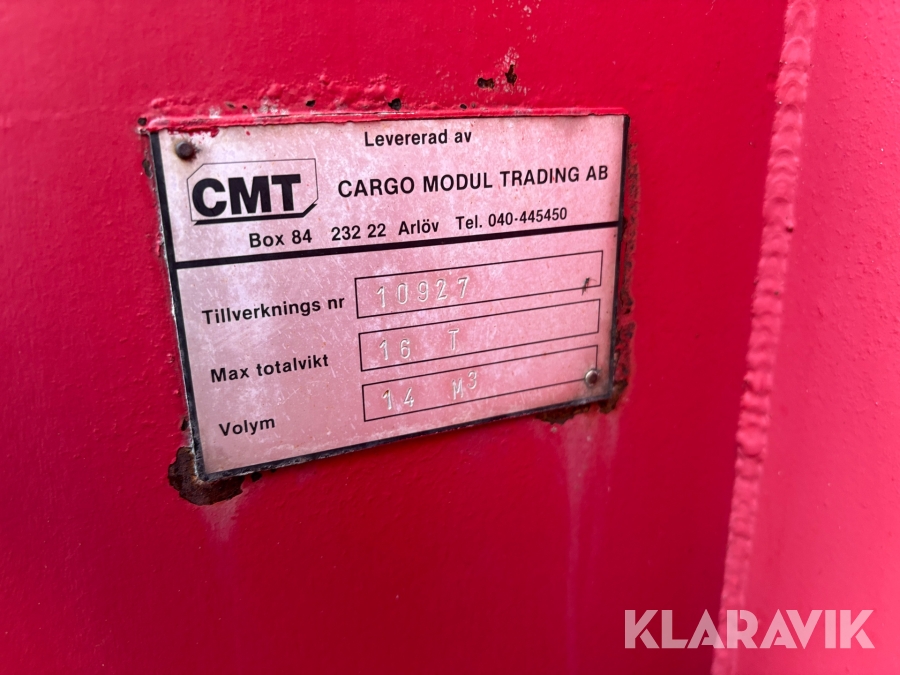 Levererad av
CMT CARGO MODUL TRADING AB
Box 84 232 22 Arlöv Tel. 040-445450
Tillverknings nr 10927
Max totalvikt 16 T
Volym 14 M³
KLARAVIK